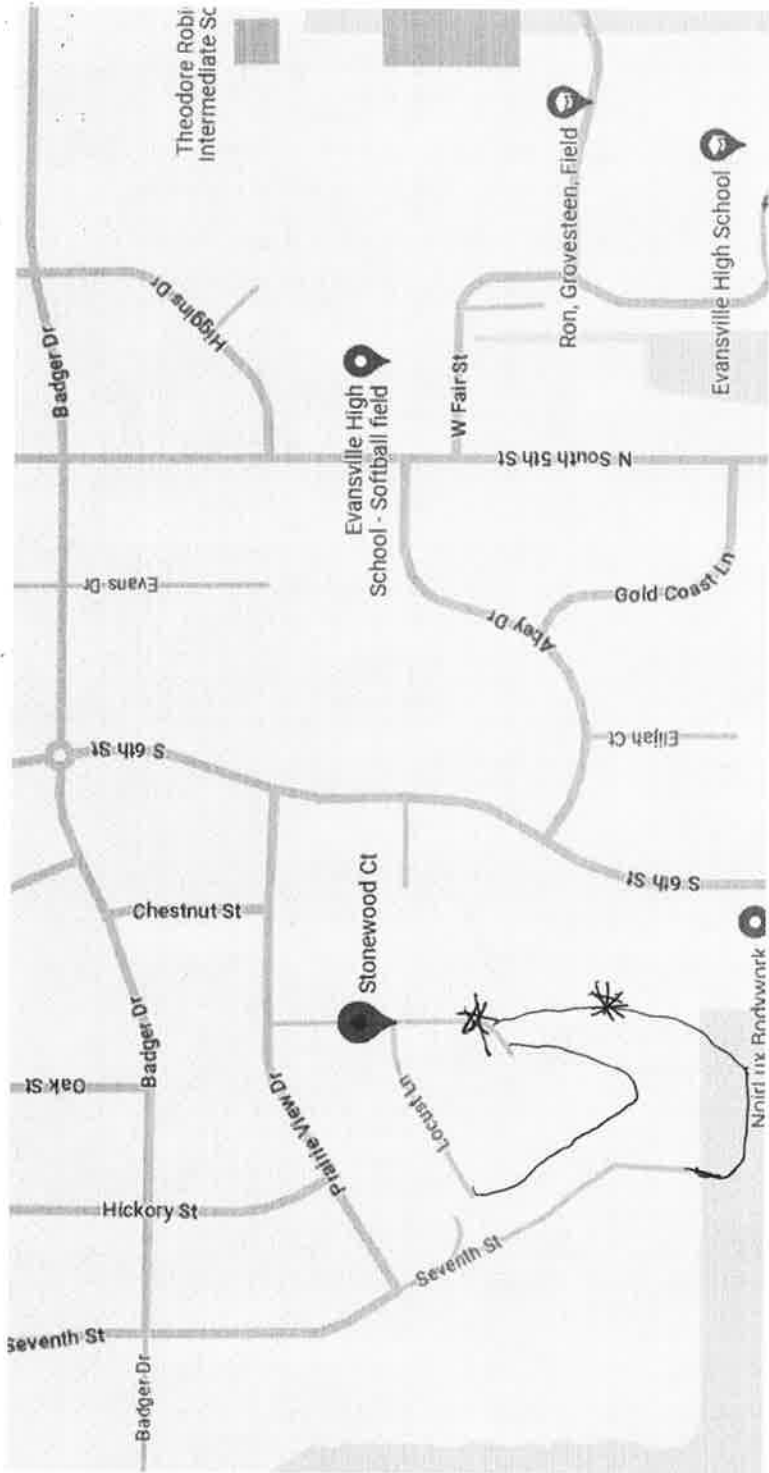 Theodore Robi
Intermediate Sc
Badger Dr
Higgins Dr
Ron, Grovesteen, Field
Evansville High School
Evansville High
School - Softball field
W Fair St
N South 5th St
Evans Dr
Abey Dr
Gold Coast Ln
Elijah Ct
S 6th St
S 6th St
Chestnut St
Stonewood Ct
Badger Dr
Oak St
Prairie View Dr
Locust Ln
Hickory St
Seventh St
Seventh St
Badger Dr